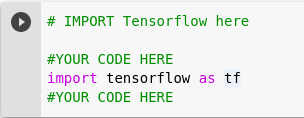 # IMPORT Tensorflow here
#YOUR CODE HERE
import tensorflow as tf
#YOUR CODE HERE